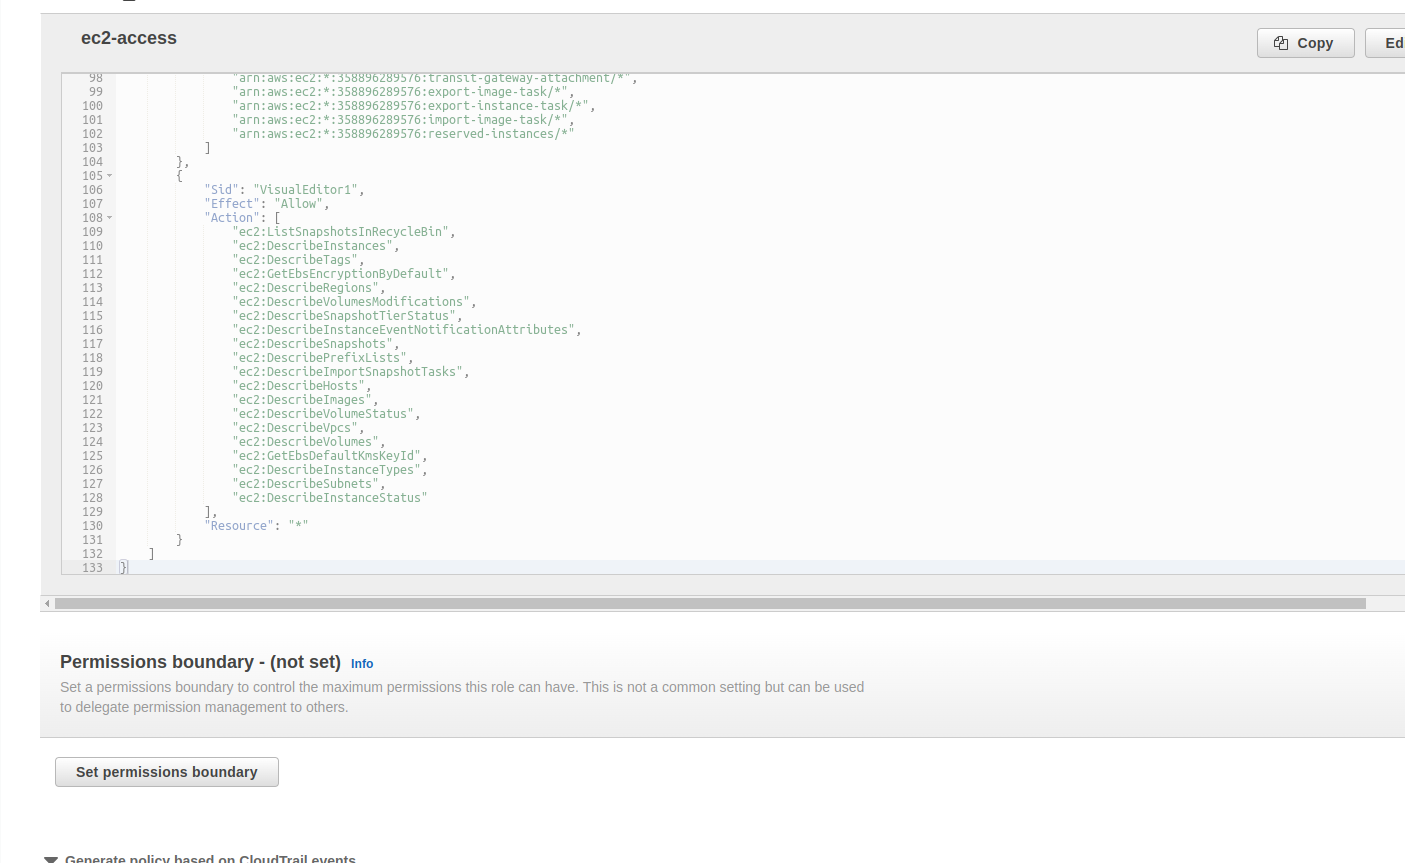 ec2-access
Copy
98 "arn:aws:ec2:*:358896289576:transit-gateway-attachment/*",
99 "arn:aws:ec2:*:358896289576:export-image-task/*",
100 "arn:aws:ec2:*:358896289576:export-instance-task/*",
101 "arn:aws:ec2:*:358896289576:import-image-task/*",
102 "arn:aws:ec2:*:358896289576:reserved-instances/*"
103 ]
104 },
105 {
106 "Sid": "VisualEditor1",
107 "Effect": "Allow",
108 "Action": [
109 "ec2:ListSnapshotsInRecycleBin",
110 "ec2:DescribeInstances",
111 "ec2:DescribeTags",
112 "ec2:GetEbsEncryptionByDefault",
113 "ec2:DescribeRegions",
114 "ec2:DescribeVolumesModifications",
115 "ec2:DescribeSnapshotTierStatus",
116 "ec2:DescribeInstanceEventNotificationAttributes",
117 "ec2:DescribeSnapshots",
118 "ec2:DescribePrefixLists",
119 "ec2:DescribeImportSnapshotTasks",
120 "ec2:DescribeHosts",
121 "ec2:DescribeImages",
122 "ec2:DescribeVolumeStatus",
123 "ec2:DescribeVpcs",
124 "ec2:DescribeVolumes",
125 "ec2:GetEbsDefaultKmsKeyId",
126 "ec2:DescribeInstanceTypes",
127 "ec2:DescribeSubnets",
128 "ec2:DescribeInstanceStatus"
129 ],
130 "Resource": "*"
131 }
132 ]
133 }
Permissions boundary - (not set) Info
Set a permissions boundary to control the maximum permissions this role can have. This is not a common setting but can be used
to delegate permission management to others.
Set permissions boundary
Generate policy based on CloudTrail events